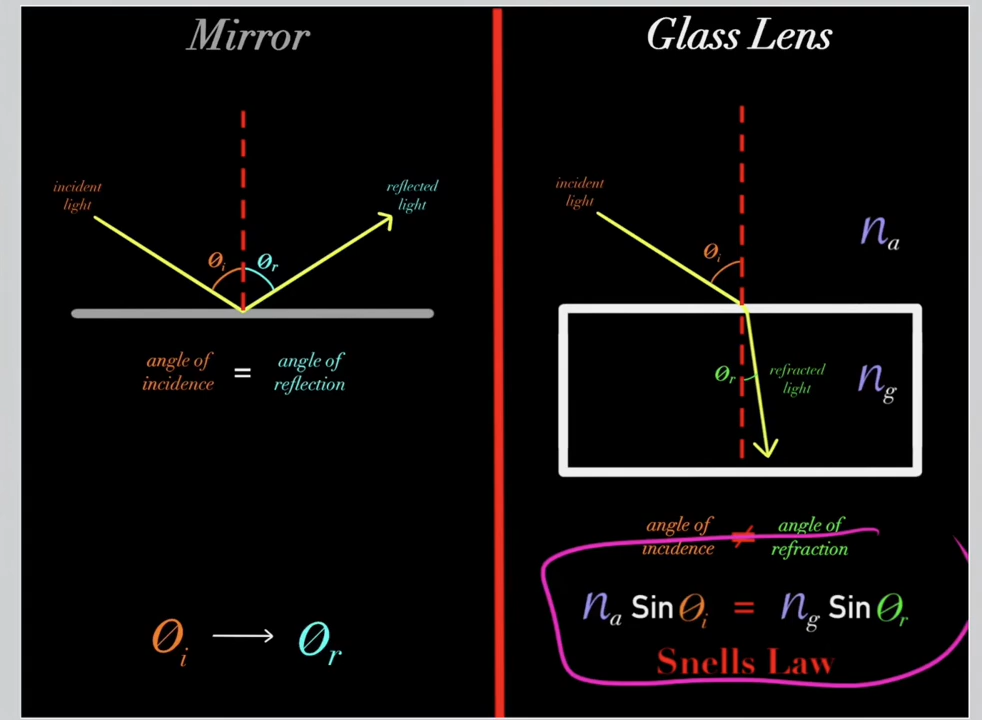 Mirror
incident
light
reflected
light
Øi
Ør
angle of
incidence
=
angle of
reflection
Øi → Ør
Glass Lens
incident
light
na
Øi
Ør
refracted
light
ng
angle of
incidence
≠
angle of
refraction
na Sin Øi = ng Sin Ør
Snells Law